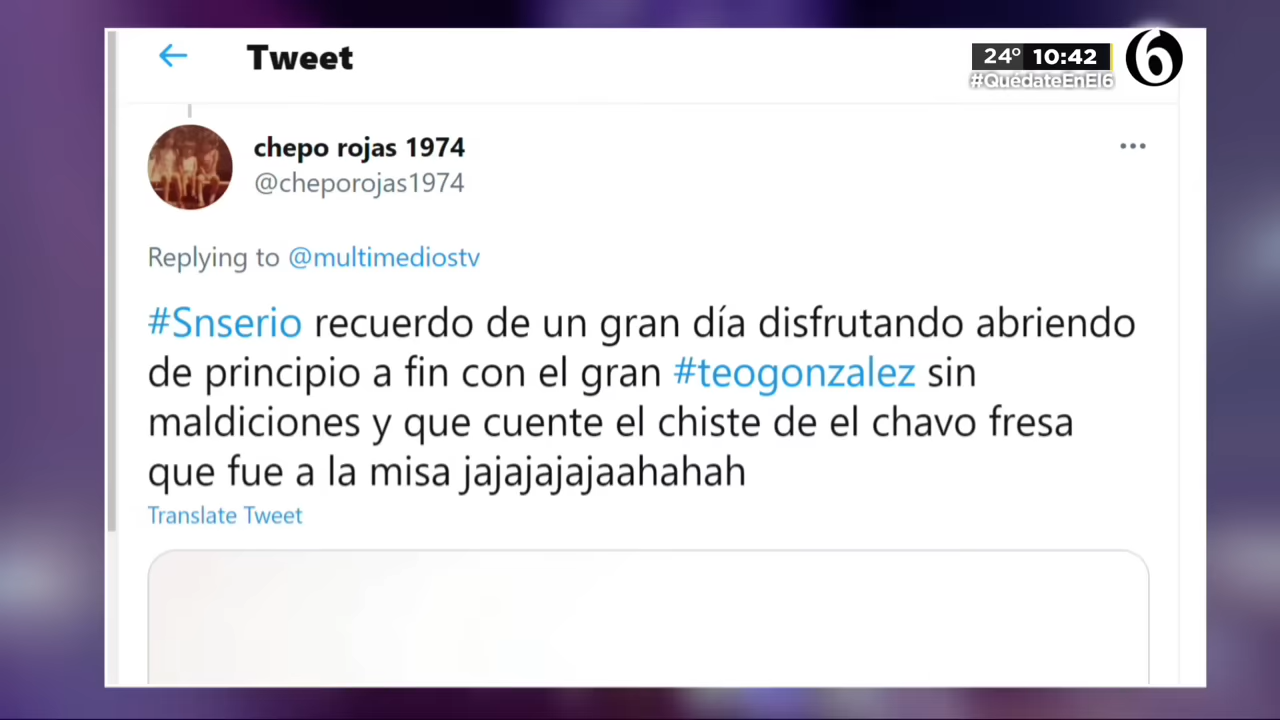 Tweet
24° 10:42
6
#QuédateEnEl6
chepo rojas 1974
@cheporojas1974
Replying to @multimediostv
#Snserio recuerdo de un gran día disfrutando abriendo
de principio a fin con el gran #teogonzalez sin
maldiciones y que cuente el chiste de el chavo fresa
que fue a la misa jajajajajaahahah
Translate Tweet